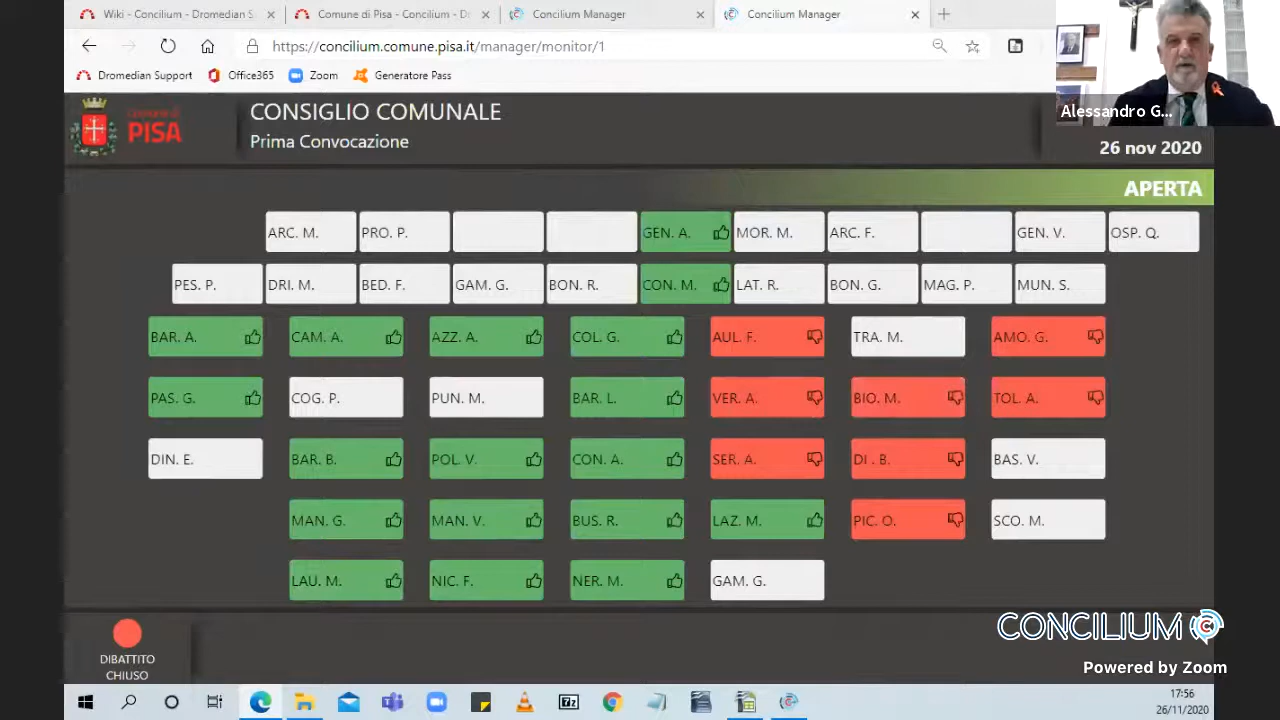 Wiki - Concilium - Dromedian S
Comune di Pisa - Concilium - Dr
Concilium Manager
Concilium Manager
https://concilium.comune.pisa.it/manager/monitor/1
Dromedian Support
Office365
Zoom
Generatore Pass
Alessandro G...
Comune di
PISA
CONSIGLIO COMUNALE
Prima Convocazione
26 nov 2020
APERTA
ARC. M.
PRO. P.
GEN. A.
MOR. M.
ARC. F.
GEN. V.
OSP. Q.
PES. P.
DRI. M.
BED. F.
GAM. G.
BON. R.
CON. M.
LAT. R.
BON. G.
MAG. P.
MUN. S.
BAR. A.
CAM. A.
AZZ. A.
COL. G.
AUL. F.
TRA. M.
AMO. G.
PAS. G.
COG. P.
PUN. M.
BAR. L.
VER. A.
BIO. M.
TOL. A.
DIN. E.
BAR. B.
POL. V.
CON. A.
SER. A.
DI . B.
BAS. V.
MAN. G.
MAN. V.
BUS. R.
LAZ. M.
PIC. O.
SCO. M.
LAU. M.
NIC. F.
NER. M.
GAM. G.
DIBATTITO
CHIUSO
CONCILIUM
Powered by Zoom
7z
17:56
26/11/2020